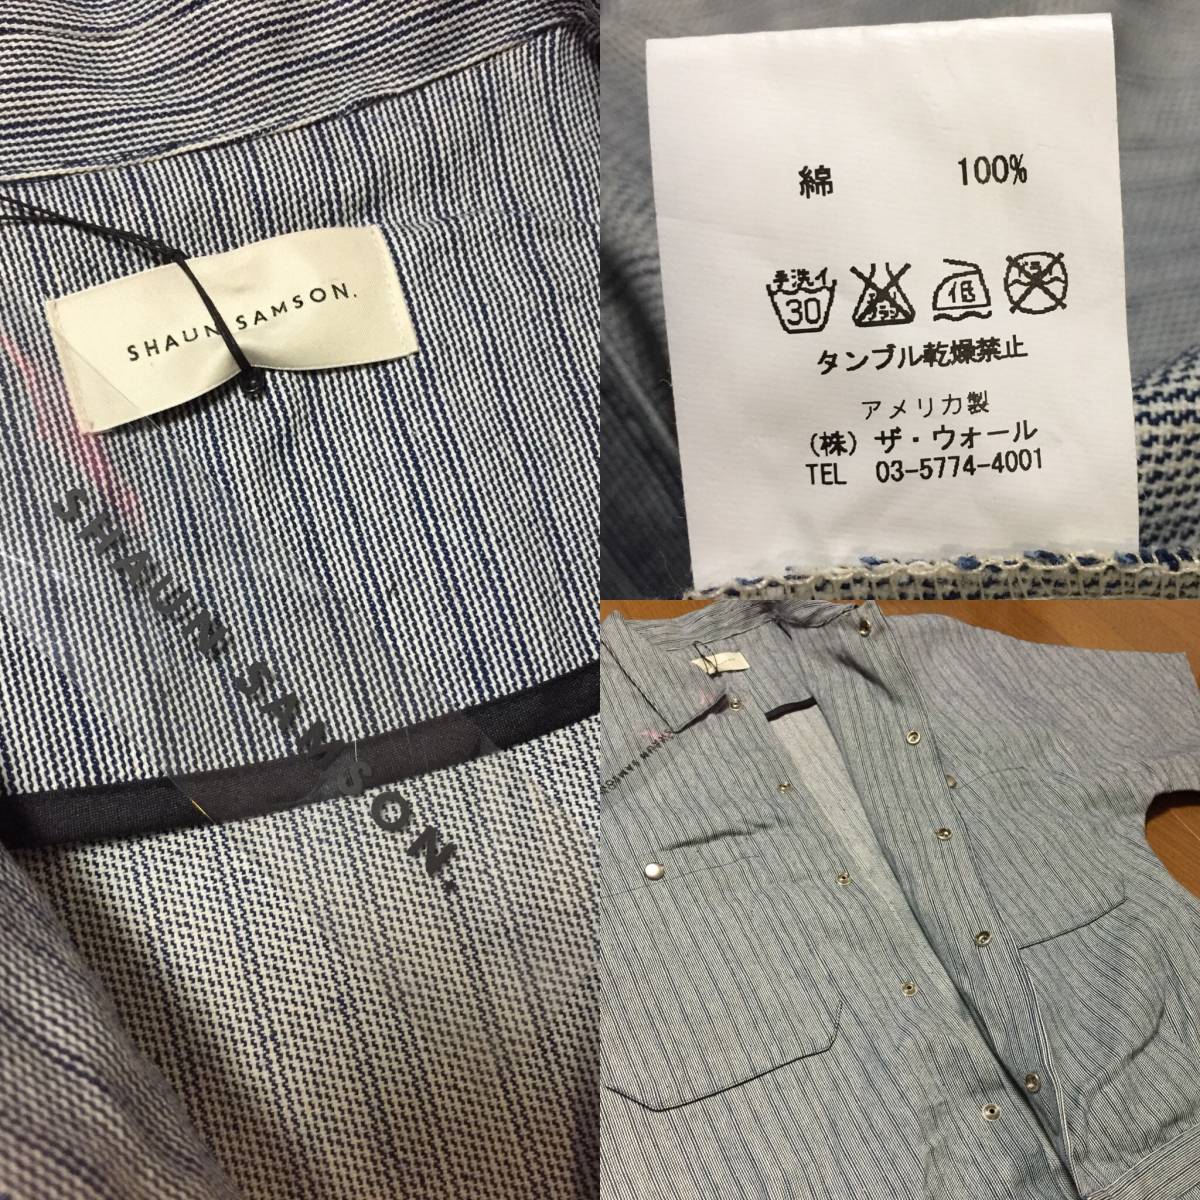 SHAUN SAMSON.
SHAUN SAMSON.
綿 100%
手洗イ
30
低
タンブル乾燥禁止
アメリカ製
(株) ザ・ウォール
TEL 03-5774-4001